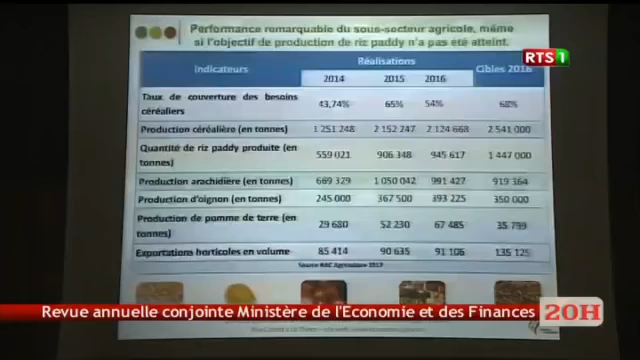 Performance remarquable du sous-secteur agricole, même
si l'objectif de production de riz paddy n'a pas été atteint.
RTS1
Indicateurs Réalisations Cibles 2016
2014 2015 2016
Taux de couverture des besoins
céréaliers 43,74% 65% 54% 68%
Production céréalière (en tonnes) 1 251 248 2 152 247 2 124 668 2 541 000
Quantité de riz paddy produite (en
tonnes) 559 021 906 348 945 617 1 447 000
Production arachidière (en tonnes) 669 329 1 050 042 991 427 919 364
Production d'oignon (en tonnes) 245 000 367 500 393 225 350 000
Production de pomme de terre (en
tonnes) 29 680 52 230 67 485 35 799
Exportations horticoles en volume 85 414 90 635 91 106 135 125
Source RAC Agriculture 2017
Revue annuelle conjointe Ministère de l'Economie et des Finances
20H